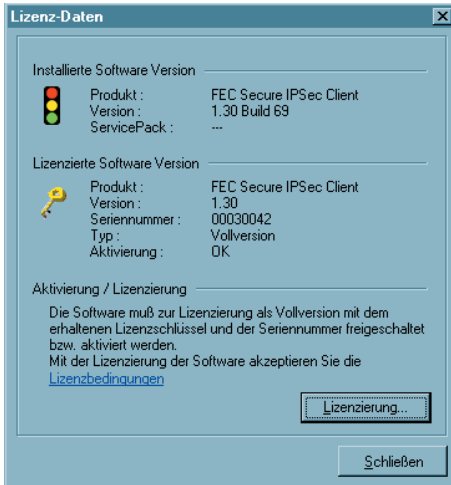 Lizenz-Daten
Installierte Software Version
Produkt : FEC Secure IPSec Client
Version : 1.30 Build 69
ServicePack : ---
Lizenzierte Software Version
Produkt : FEC Secure IPSec Client
Version : 1.30
Seriennummer : 00030042
Typ : Vollversion
Aktivierung : OK
Aktivierung / Lizenzierung
Die Software muß zur Lizenzierung als Vollversion mit dem
erhaltenen Lizenzschlüssel und der Seriennummer freigeschaltet
bzw. aktiviert werden.
Mit der Lizenzierung der Software akzeptieren Sie die
Lizenzbedingungen
Lizenzierung...
Schließen